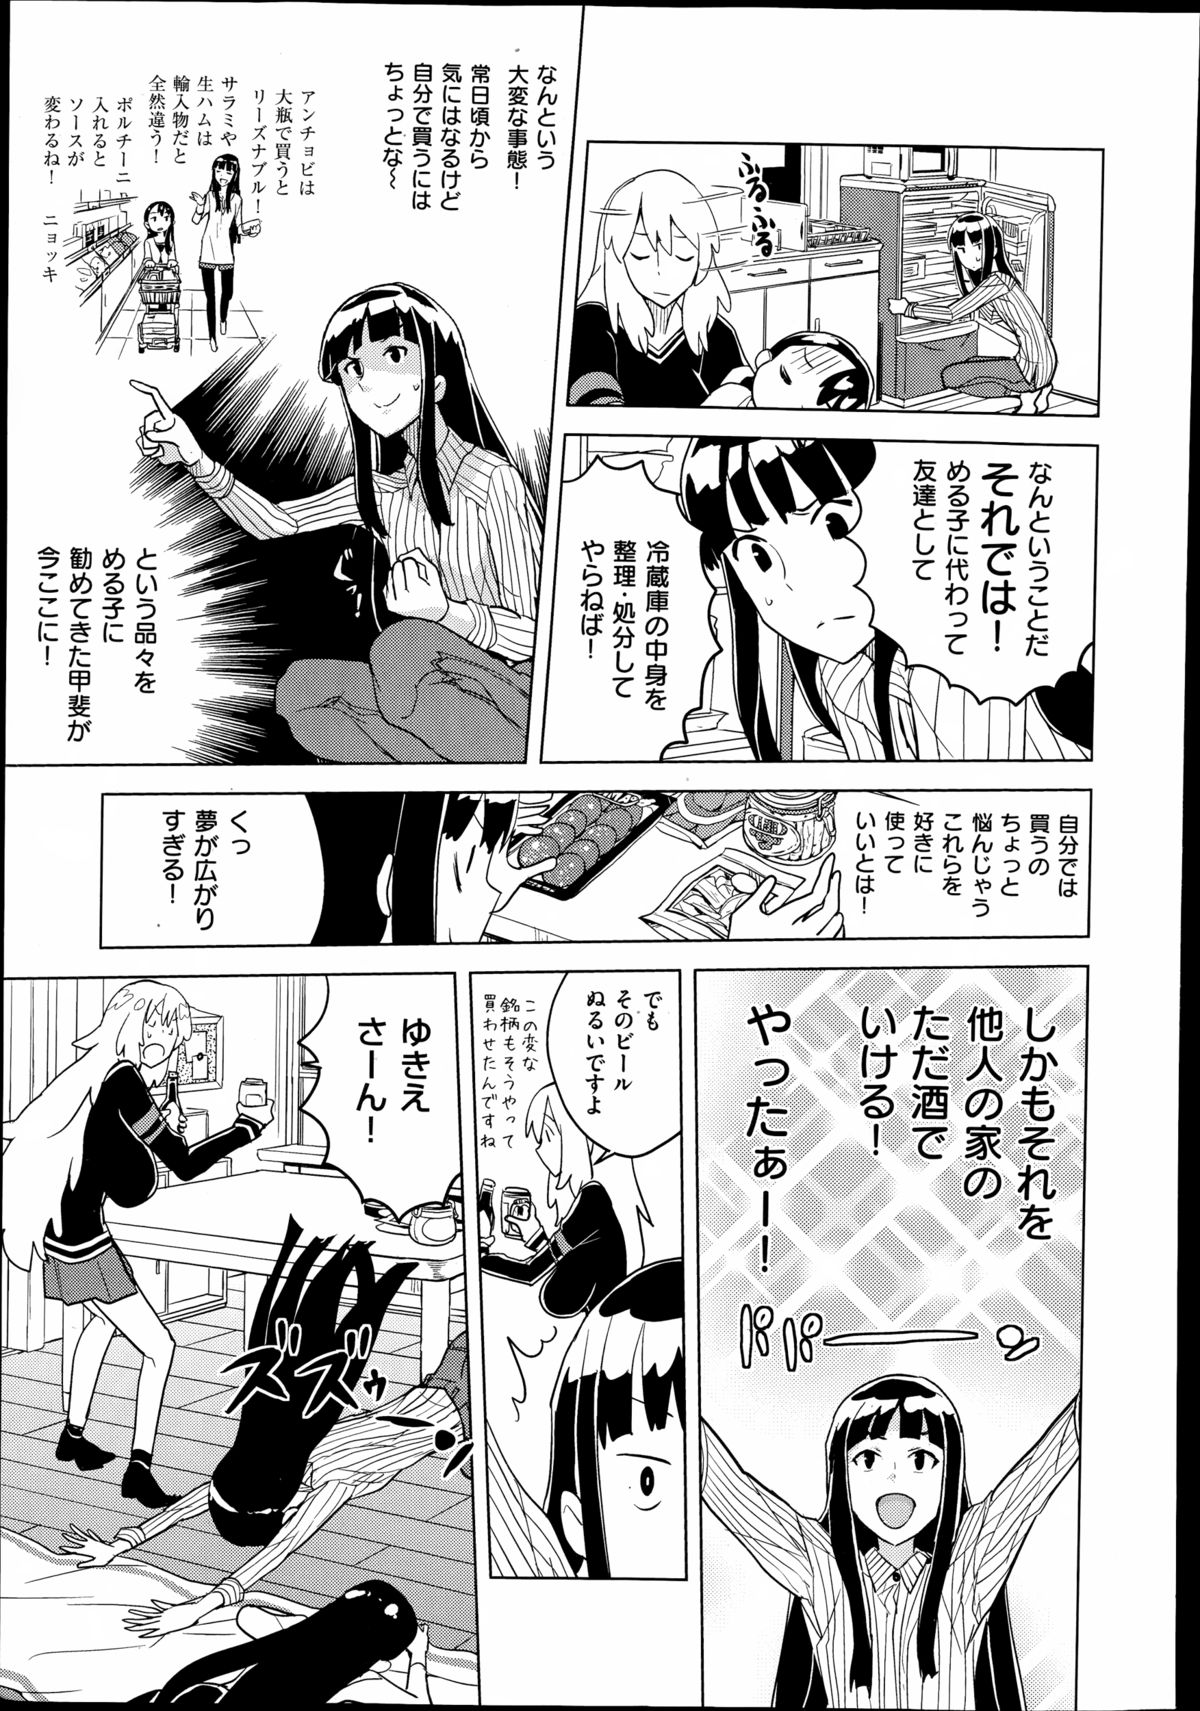 ふるふる
なんということだ
それでは！
める子に代わって
友達として
冷蔵庫の中身を
整理・処分して
やらねば！
なんという
大変な事態！
常日頃から
気にはなるけど
自分で買うには
ちょっとな～
アンチョビは
大瓶で買うと
リーズナブル！
サラミや
生ハムは
輸入物だと
全然違う！
ポルチーニ
入れると
ソースが
変わるね！
ニョッキ
という品々を
める子に
勧めてきた甲斐が
今ここに！
自分では
買うの
ちょっと
悩んじゃう
これらを
好きに
使って
いいとは！
くっ
夢が広がり
すぎる！
しかもそれを
他人の家の
ただ酒で
いける！
やったぁー！
パパーン
でも
そのビール
ぬるいですよ
この変な
銘柄もそうやって
買わせたんですね
ゆきえ
さーん！
ズズゥ・・ン